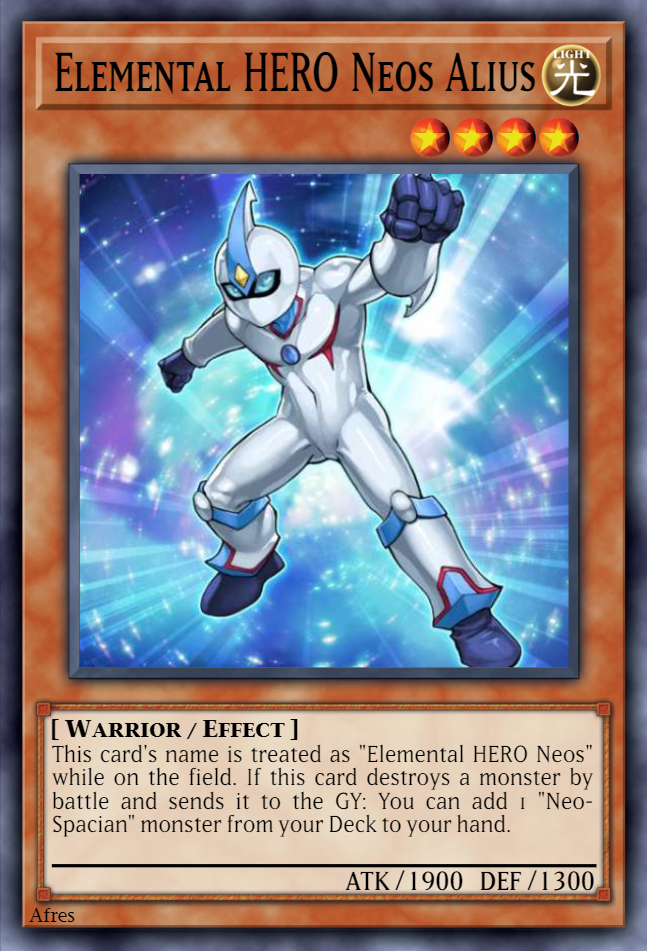 Elemental HERO Neos Alius
LIGHT
光
[ Warrior / Effect ]
This card's name is treated as "Elemental HERO Neos"
while on the field. If this card destroys a monster by
battle and sends it to the GY: You can add 1 "Neo-
Spacian" monster from your Deck to your hand.
ATK / 1900 DEF / 1300
Afres